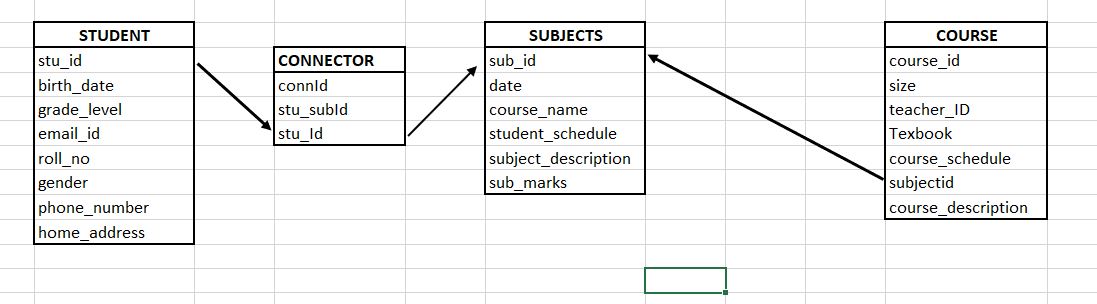 STUDENT
stu_id
birth_date
grade_level
email_id
roll_no
gender
phone_number
home_address
CONNECTOR
connId
stu_subId
stu_Id
SUBJECTS
sub_id
date
course_name
student_schedule
subject_description
sub_marks
COURSE
course_id
size
teacher_ID
Texbook
course_schedule
subjectid
course_description